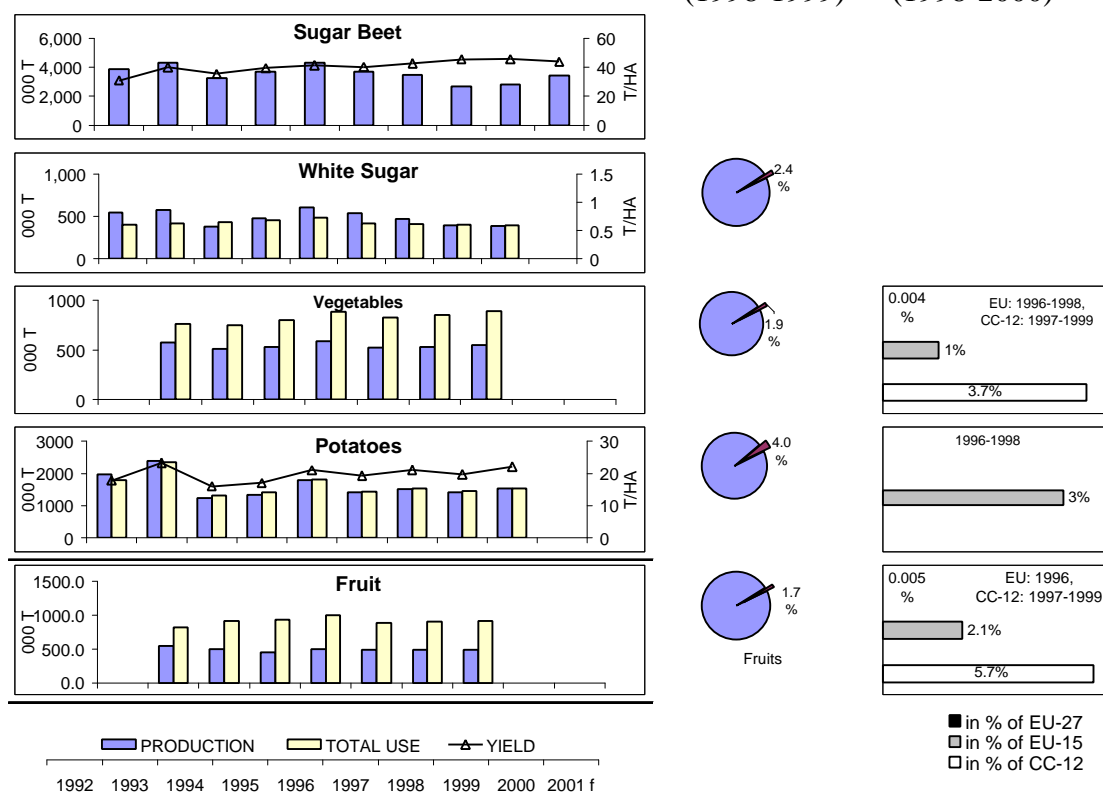 (1998-1999) (1998-2000)
Sugar Beet
6,000
4,000
2,000
0
000 T
60
40
20
0
T/HA
White Sugar
1,000
500
0
000 T
1.5
1
0.5
0
T/HA
2.4
%
Vegetables
1000
500
0
000 T
1.9
%
0.004
%
EU: 1996-1998,
CC-12: 1997-1999
1%
3.7%
Potatoes
3000
2000
1000
0
000 T
30
20
10
0
T/HA
4.0
%
1996-1998
3%
Fruit
1500.0
1000.0
500.0
0.0
000 T
1.7
%
Fruits
0.005
%
EU: 1996,
CC-12: 1997-1999
2.1%
5.7%
PRODUCTION TOTAL USE YIELD
1992 1993 1994 1995 1996 1997 1998 1999 2000 2001 f
in % of EU-27
in % of EU-15
in % of CC-12